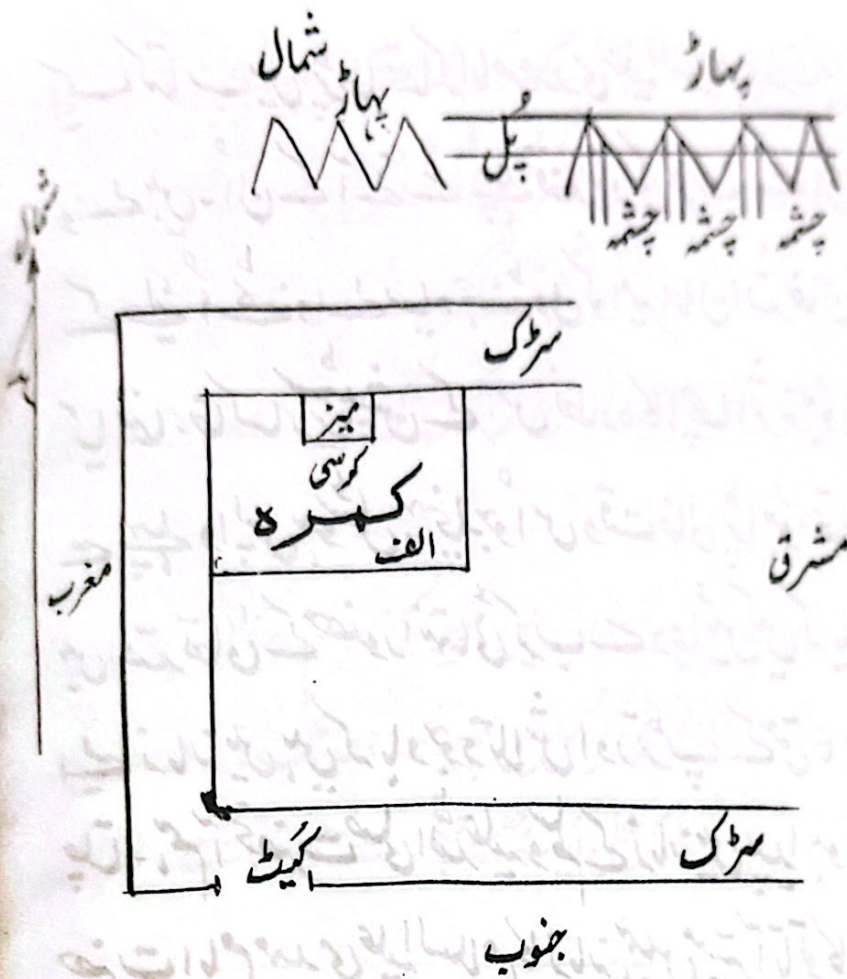 شمال
پہاڑ
پہاڑ
پُل
چشمہ چشمہ چشمہ
شمال
سڑک
میز
کرسی
کمرہ
الف
مغرب
مشرق
سڑک
گیٹ
جنوب